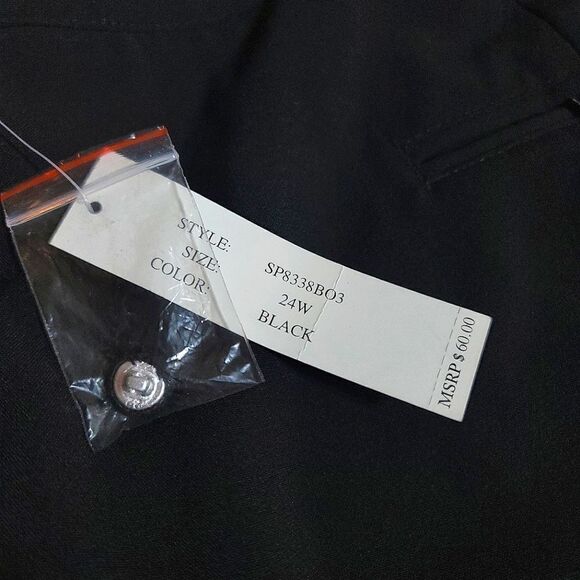 STYLE: SP8338BO3
SIZE: 24W
COLOR: BLACK
MSRP $ 60.00